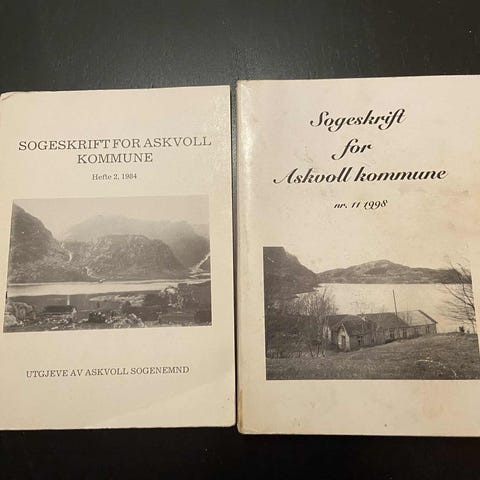 SOGESKRIFT FOR ASKVOLL
KOMMUNE
Hefte 2, 1984
UTGJEVE AV ASKVOLL SOGENEMND
Sogeskrift
for
Askvoll kommune
nr. 11 1998